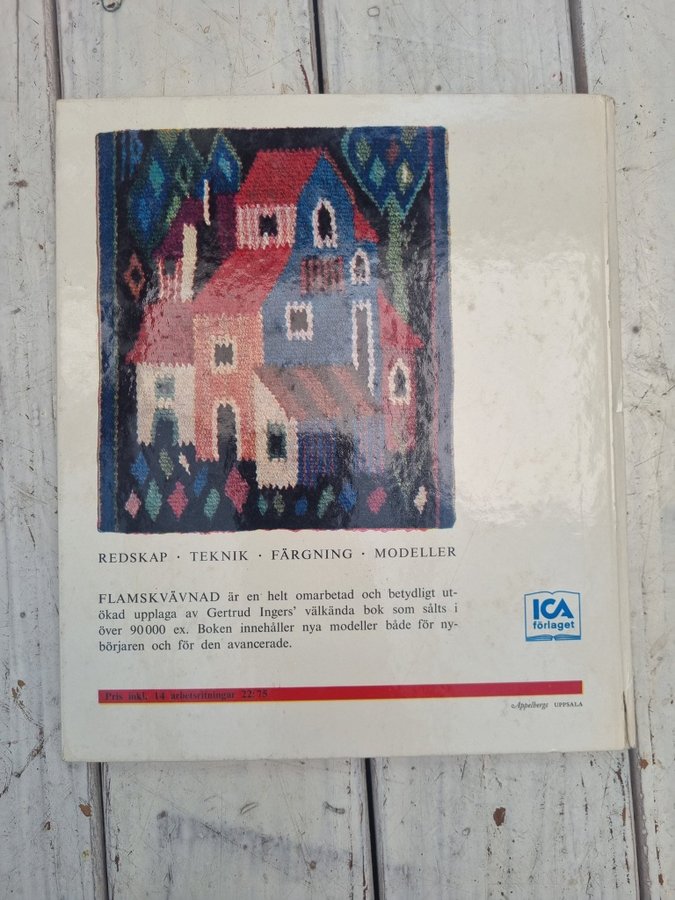 REDSKAP · TEKNIK · FÄRGNING · MODELLER
FLAMSKVÄVNAD är en helt omarbetad och betydligt ut-
ökad upplaga av Gertrud Ingers' välkända bok som sålts i
över 90 000 ex. Boken innehåller nya modeller både för ny-
börjaren och för den avancerade.
ICA
förlaget
Pris inkl. 14 arbetsritningar 22:75
Appelbergs UPPSALA